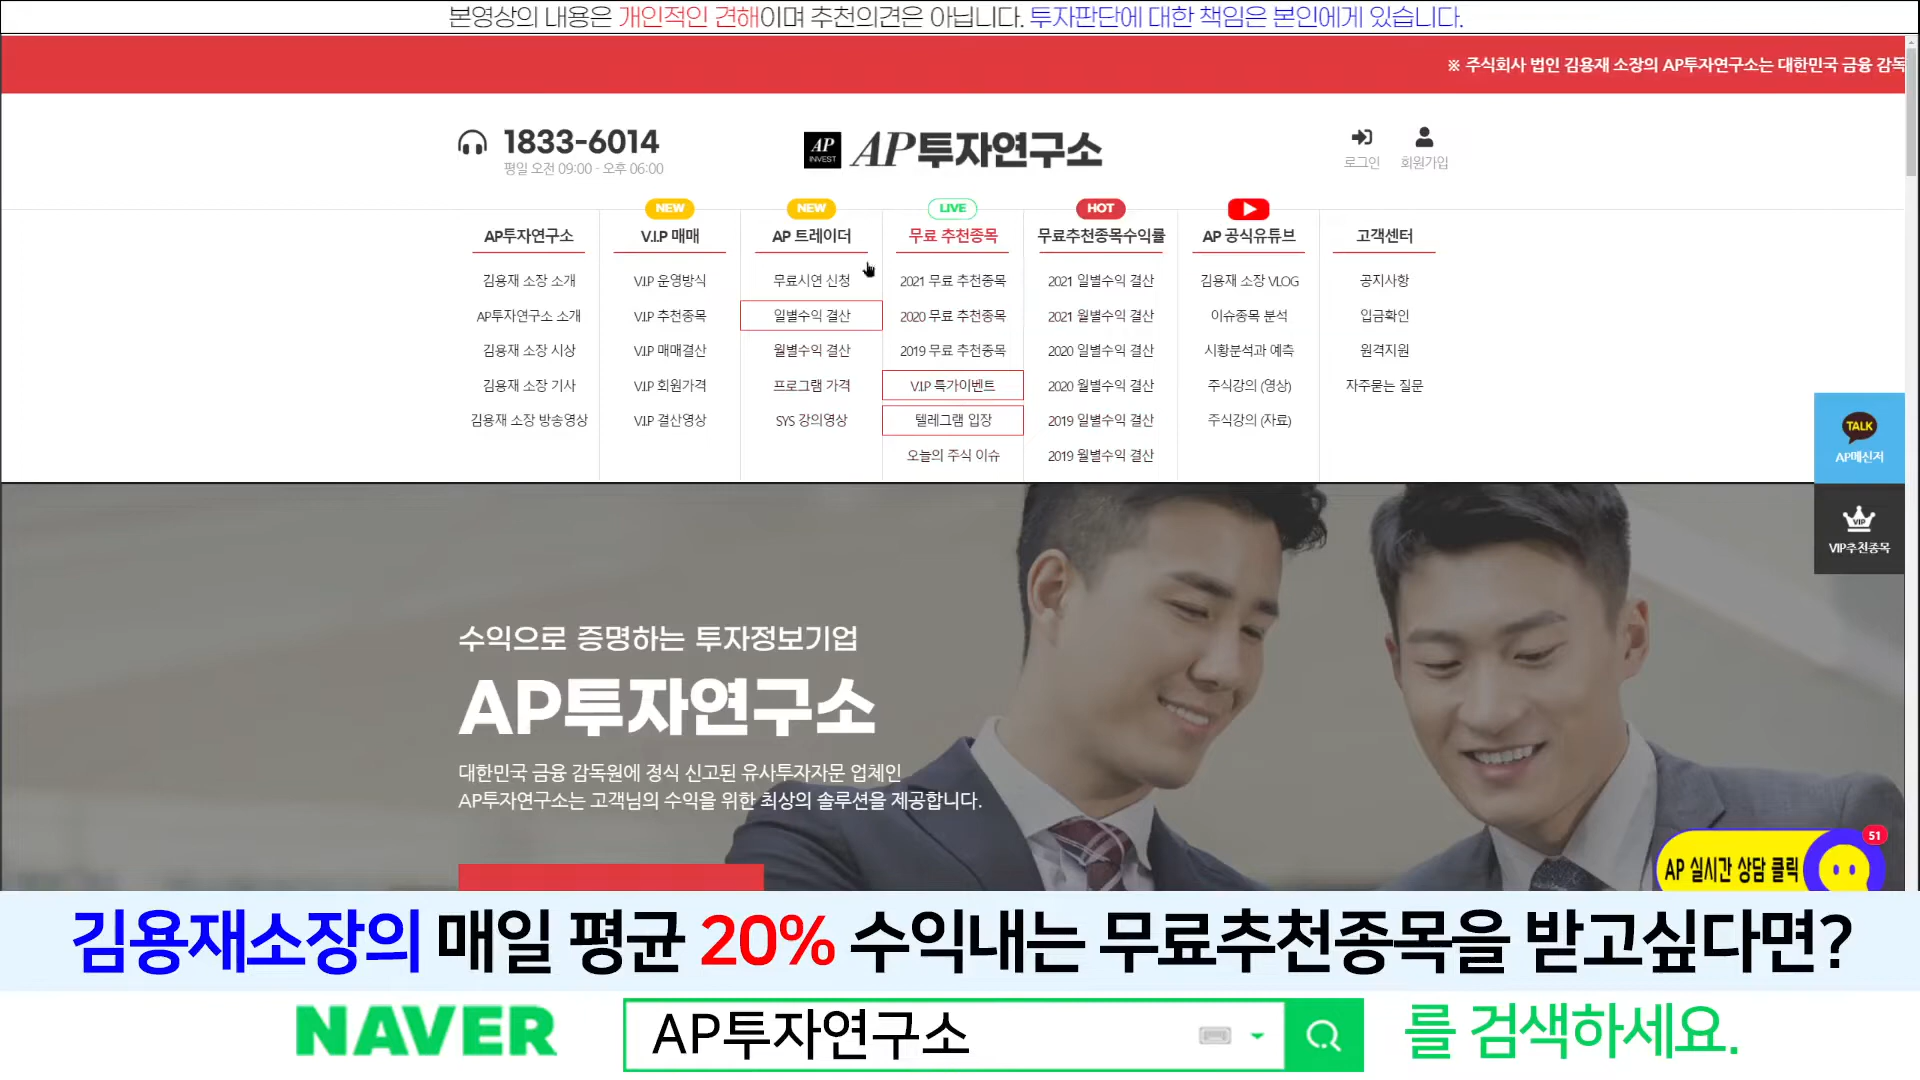 본영상의 내용은 개인적인 견해이며 추천의견은 아닙니다. 투자판단에 대한 책임은 본인에게 있습니다.
※ 주식회사 법인 김용재 소장의 AP투자연구소는 대한민국 금융 감독
1833-6014
평일 오전 09:00 - 오후 06:00
AP INVEST AP투자연구소
로그인 회원가입
NEW NEW LIVE HOT
AP투자연구소 V.I.P 매매 AP 트레이더 무료 추천종목 무료추천종목수익률 AP 공식유튜브 고객센터
김용재 소장 소개 V.I.P 운영방식 무료시연 신청 2021 무료 추천종목 2021 일별수익 결산 김용재 소장 VLOG 공지사항
AP투자연구소 소개 V.I.P 추천종목 일별수익 결산 2020 무료 추천종목 2021 월별수익 결산 이슈종목 분석 입금확인
김용재 소장 시상 V.I.P 매매결산 월별수익 결산 2019 무료 추천종목 2020 일별수익 결산 시황분석과 예측 원격지원
김용재 소장 기사 V.I.P 회원가격 프로그램 가격 V.I.P 특가이벤트 2020 월별수익 결산 주식강의 (영상) 자주묻는 질문
김용재 소장 방송영상 V.I.P 결산영상 SYS 강의영상 텔레그램 입장 2019 일별수익 결산 주식강의 (자료)
오늘의 주식 이슈 2019 월별수익 결산
TALK
AP메신저
VIP
VIP추천종목
수익으로 증명하는 투자정보기업
AP투자연구소
대한민국 금융 감독원에 정식 신고된 유사투자자문 업체인
AP투자연구소는 고객님의 수익을 위한 최상의 솔루션을 제공합니다.
51
AP 실시간 상담 클릭
김용재소장의 매일 평균 20% 수익내는 무료추천종목을 받고싶다면?
NAVER AP투자연구소 를 검색하세요.